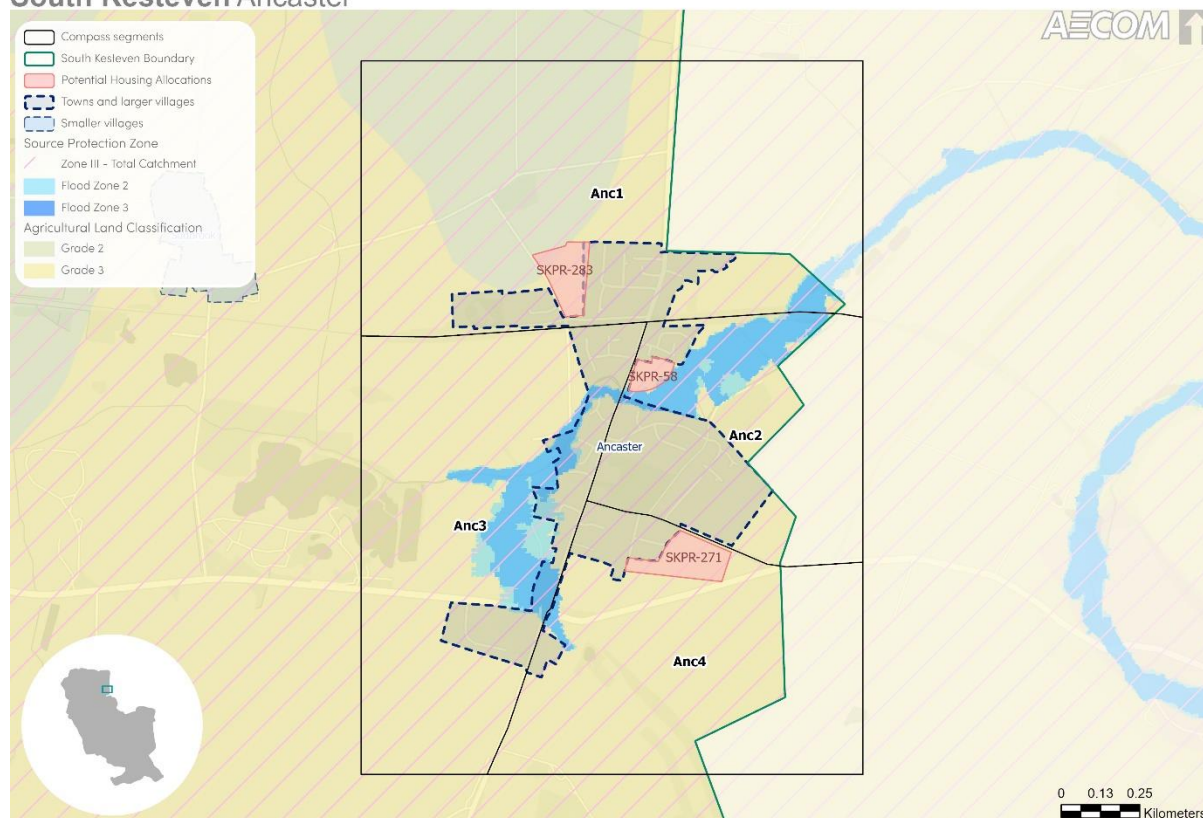 South Kesteven Ancaster
AECOM
Compass segments
South Kesteven Boundary
Potential Housing Allocations
Towns and larger villages
Smaller villages
Source Protection Zone
Zone III - Total Catchment
Flood Zone 2
Flood Zone 3
Agricultural Land Classification
Grade 2
Grade 3
Anc1
SKPR-283
SKPR-58
Anc2
Ancaster
Anc3
SKPR-271
Anc4
0 0.13 0.25
Kilometers